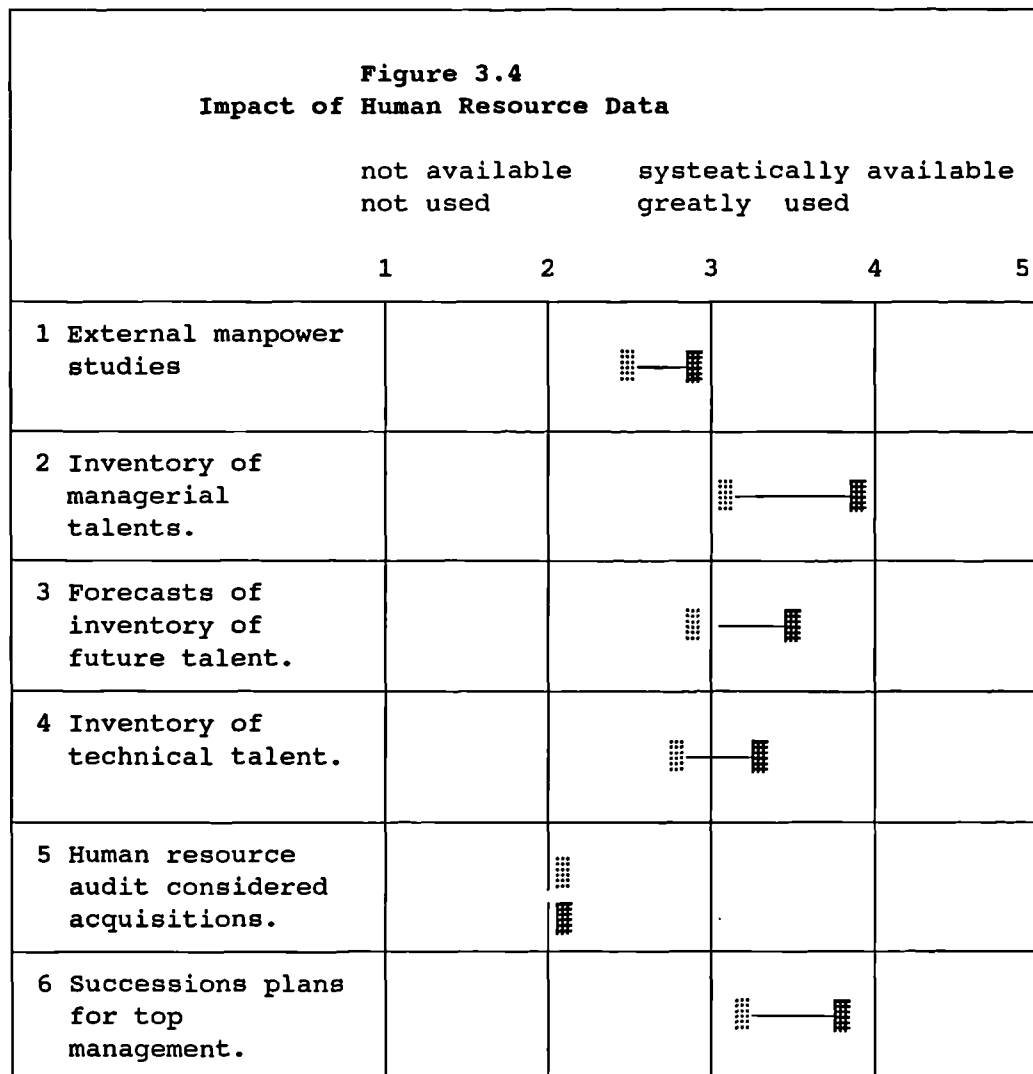 Figure 3.4
Impact of Human Resource Data
not available systeatically available
not used greatly used
1 2 3 4 5
1 External manpower
studies
2 Inventory of
managerial
talents.
3 Forecasts of
inventory of
future talent.
4 Inventory of
technical talent.
5 Human resource
audit considered
acquisitions.
6 Successions plans
for top
management.